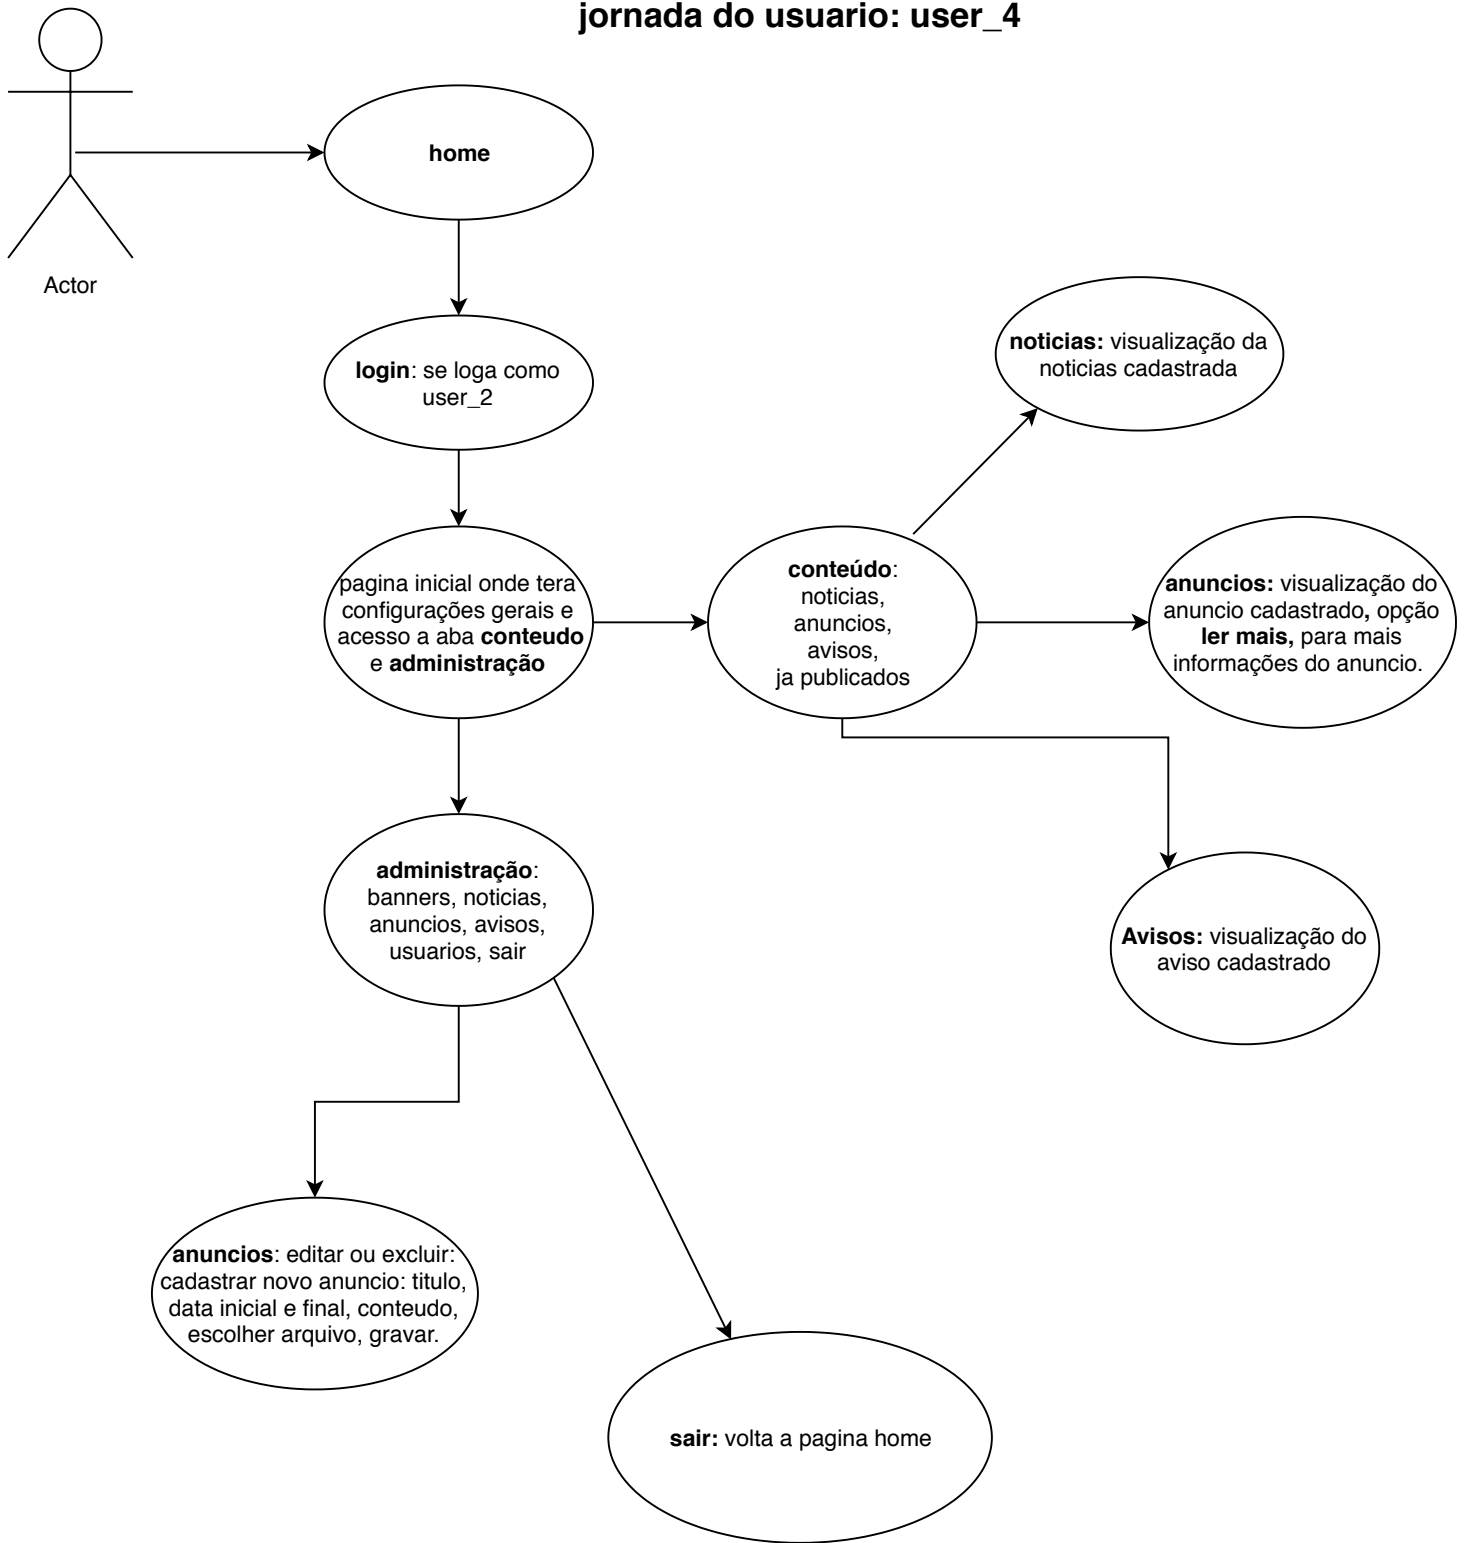 jornada do usuario: user_4
home
Actor
login: se loga como
user_2
noticias: visualização da
noticias cadastrada
pagina inicial onde tera
configurações gerais e
acesso a aba conteudo
e administração
conteúdo:
noticias,
anuncios,
avisos,
ja publicados
anuncios: visualização do
anuncio cadastrado, opção
ler mais, para mais
informações do anuncio.
administração:
banners, noticias,
anuncios, avisos,
usuarios, sair
Avisos: visualização do
aviso cadastrado
anuncios: editar ou excluir:
cadastrar novo anuncio: titulo,
data inicial e final, conteudo,
escolher arquivo, gravar.
sair: volta a pagina home